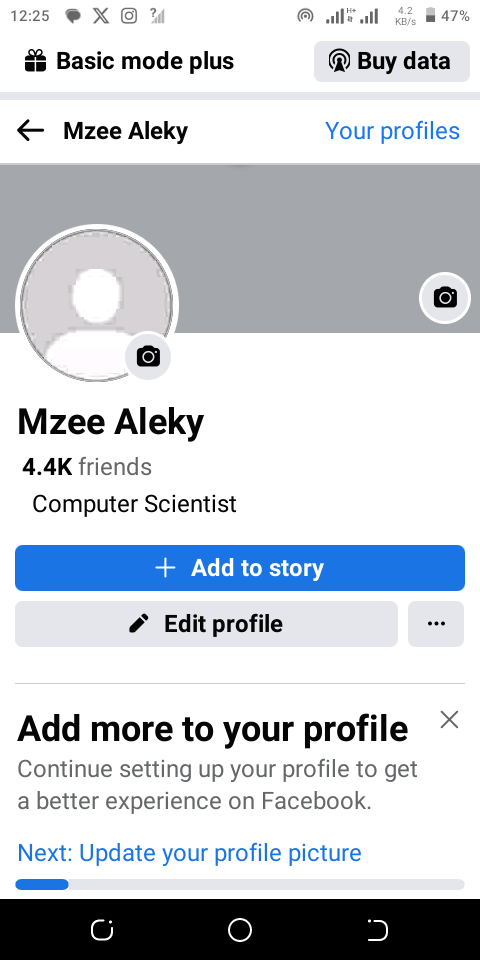 12:25
H+
4.2
KB/s
47%
Basic mode plus
Buy data
Mzee Aleky
Your profiles
Mzee Aleky
4.4K friends
Computer Scientist
Add to story
Edit profile
Add more to your profile
Continue setting up your profile to get
a better experience on Facebook.
Next: Update your profile picture